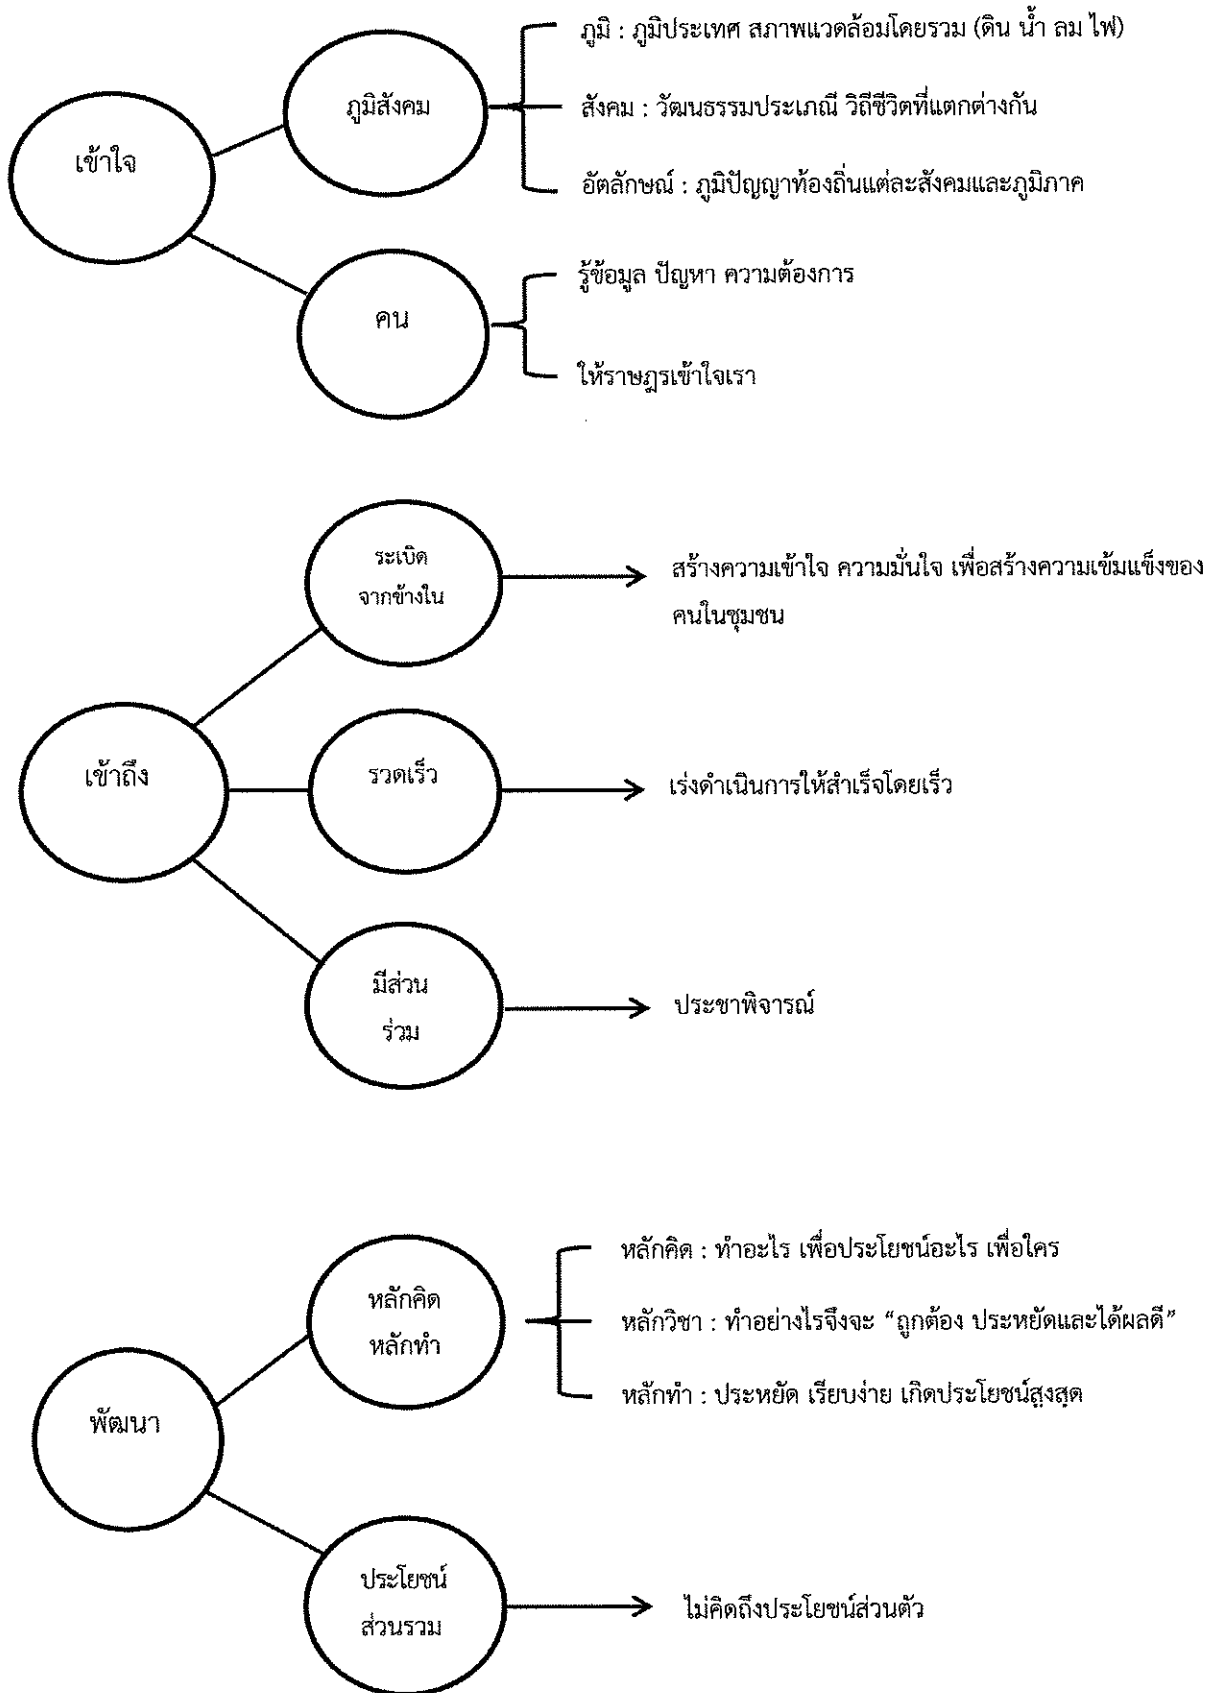 เข้าใจ
ภูมิสังคม
ภูมิ : ภูมิประเทศ สภาพแวดล้อมโดยรวม (ดิน น้ำ ลม ไฟ)
สังคม : วัฒนธรรมประเภณี วิถีชีวิตที่แตกต่างกัน
อัตลักษณ์ : ภูมิปัญญาท้องถิ่นแต่ละสังคมและภูมิภาค
คน
รู้ข้อมูล ปัญหา ความต้องการ
ให้ราษฎรเข้าใจเรา
เข้าถึง
ระเบิด
จากข้างใน
สร้างความเข้าใจ ความมั่นใจ เพื่อสร้างความเข้มแข็งของ
คนในชุมชน
รวดเร็ว
เร่งดำเนินการให้สำเร็จโดยเร็ว
มีส่วน
ร่วม
ประชาพิจารณ์
พัฒนา
หลักคิด
หลักทำ
หลักคิด : ทำอะไร เพื่อประโยชน์อะไร เพื่อใคร
หลักวิชา : ทำอย่างไรจึงจะ “ถูกต้อง ประหยัดและได้ผลดี”
หลักทำ : ประหยัด เรียบง่าย เกิดประโยชน์สูงสุด
ประโยชน์
ส่วนรวม
ไม่คิดถึงประโยชน์ส่วนตัว